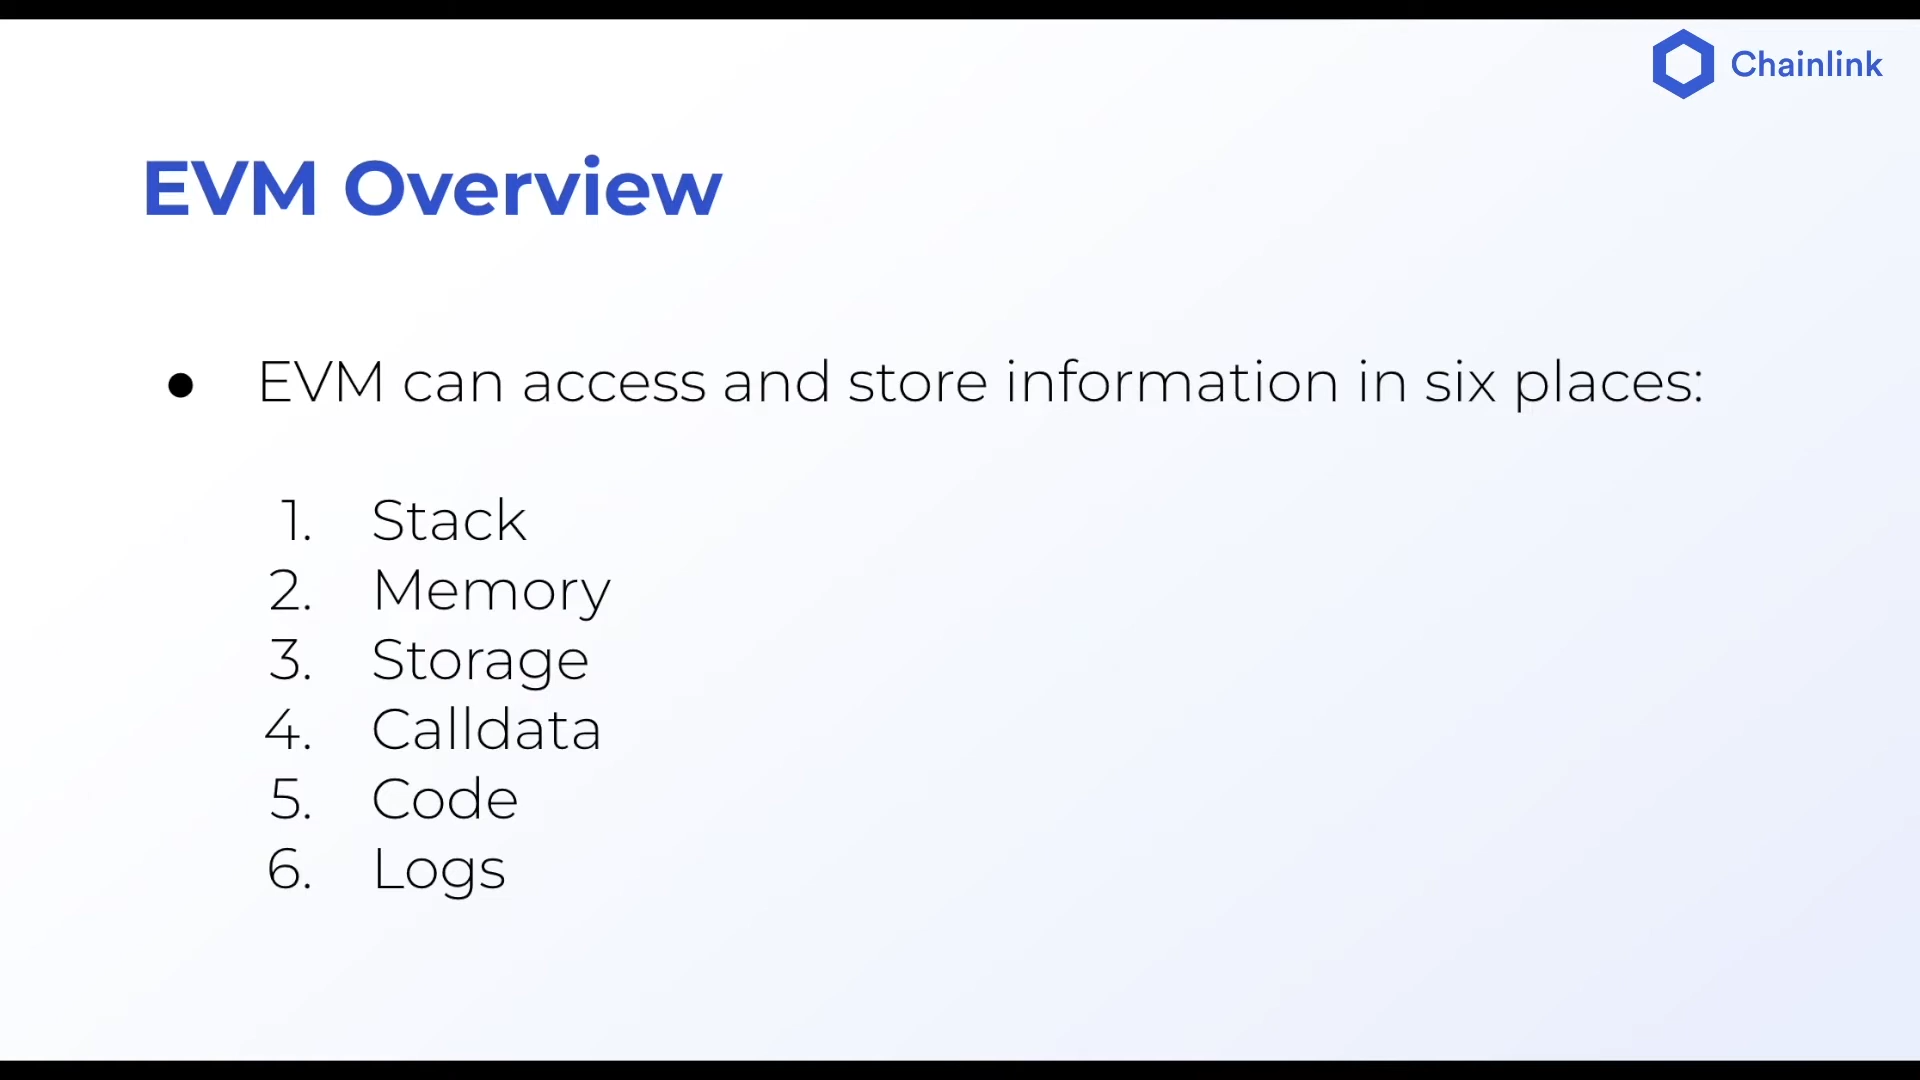 Chainlink
EVM Overview
● EVM can access and store information in six places:
1. Stack
2. Memory
3. Storage
4. Calldata
5. Code
6. Logs